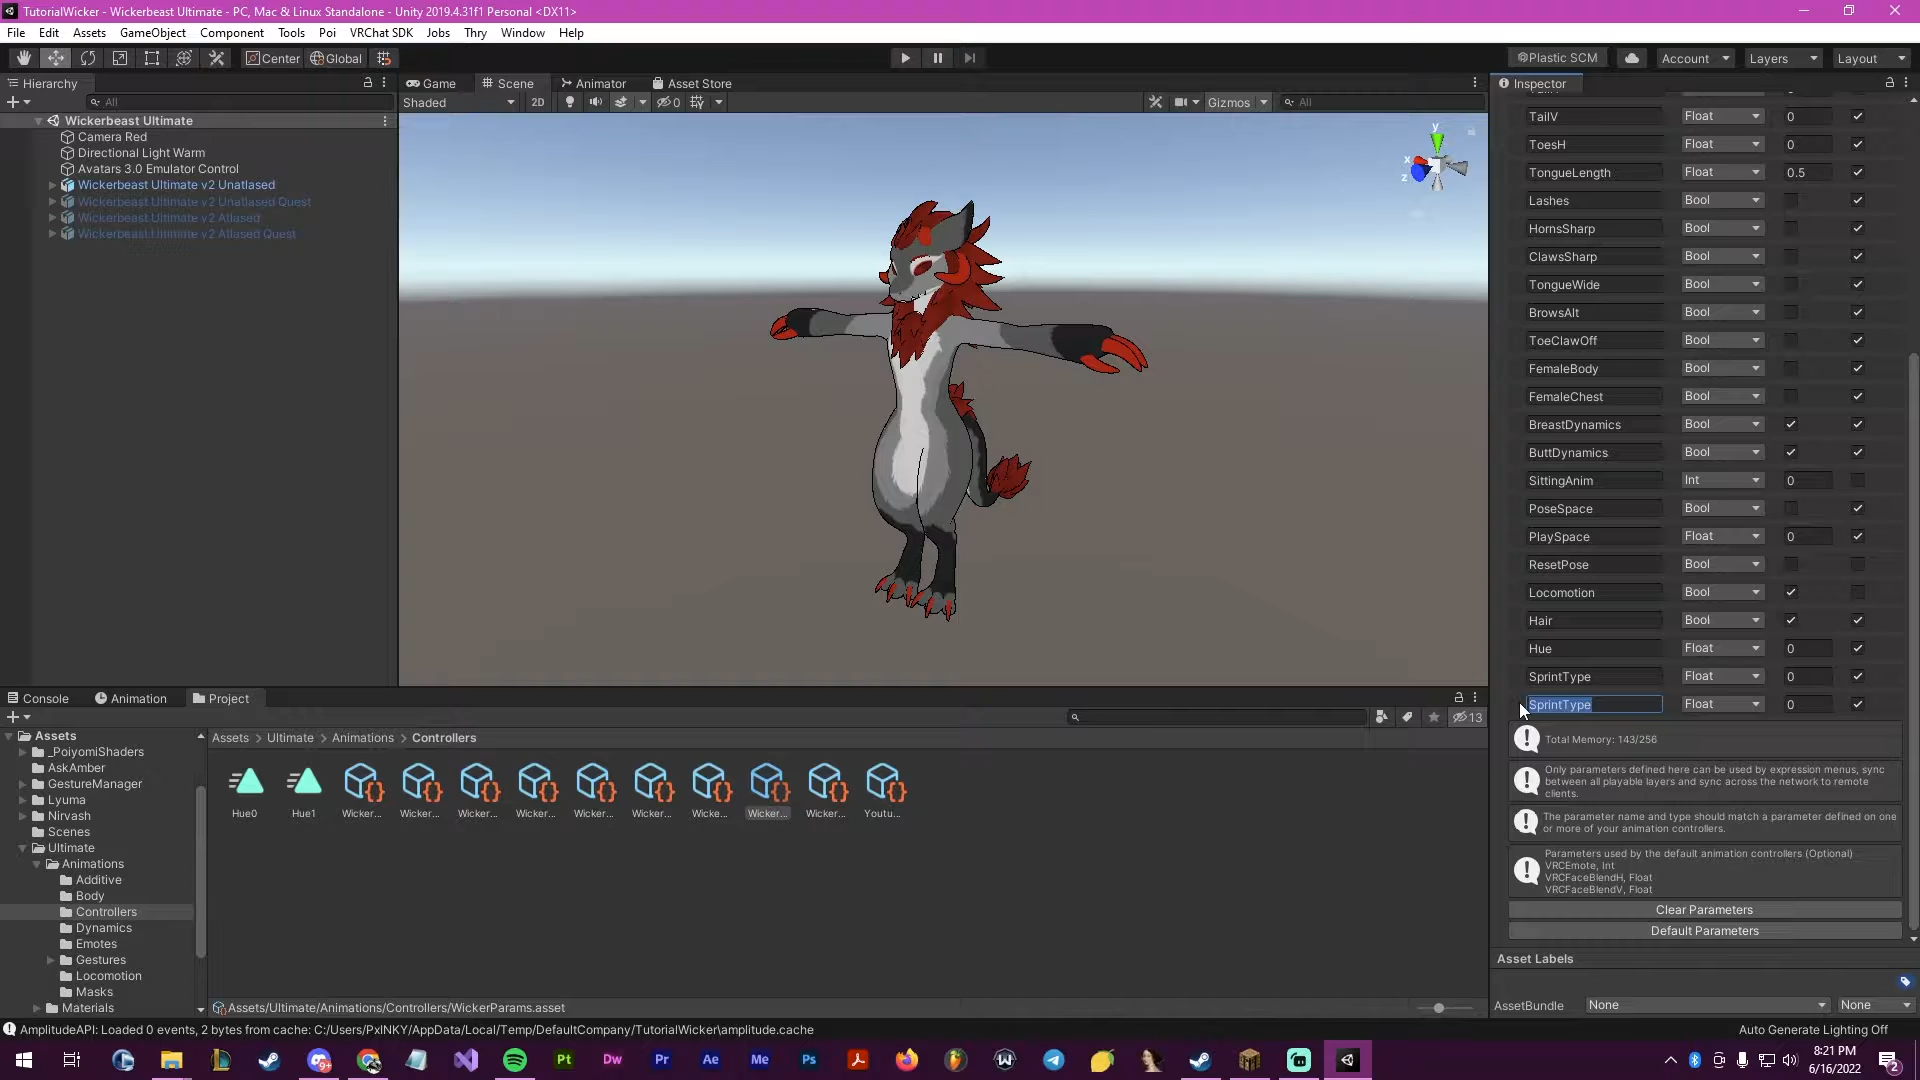 TutorialWicker - Wickerbeast Ultimate - PC, Mac & Linux Standalone - Unity 2019.4.31f1 Personal <DX11>
File Edit Assets GameObject Component Tools Poi VRChat SDK Jobs Thry Window Help
Center Global Plastic SCM Account Layers Layout
Hierarchy Game Scene Animator Asset Store Inspector
All Shaded 2D 0 Gizmos All
Wickerbeast Ultimate
Camera Red
Directional Light Warm
Avatars 3.0 Emulator Control
Wickerbeast Ultimate v2 Unatlased
Wickerbeast Ultimate v2 Unatlased Quest
Wickerbeast Ultimate v2 Atlased
Wickerbeast Ultimate v2 Atlased Quest
y
x
z
TailV Float 0
ToesH Float 0
TongueLength Float 0.5
Lashes Bool
HornsSharp Bool
ClawsSharp Bool
TongueWide Bool
BrowsAlt Bool
ToeClawOff Bool
FemaleBody Bool
FemaleChest Bool
BreastDynamics Bool
ButtDynamics Bool
SittingAnim Int 0
PoseSpace Bool
PlaySpace Float 0
ResetPose Bool
Locomotion Bool
Hair Bool
Hue Float 0
SprintType Float 0
SprintType Float 0
Total Memory: 143/256
Only parameters defined here can be used by expression menus, sync
between all playable layers and sync across the network to remote
clients.
The parameter name and type should match a parameter defined on one
or more of your animation controllers.
Parameters used by the default animation controllers (Optional)
VRCEmote, Int
VRCFaceBlendH, Float
VRCFaceBlendV, Float
Clear Parameters
Default Parameters
Asset Labels
AssetBundle None None
Console Animation Project
13
Assets
_PoiyomiShaders
AskAmber
GestureManager
Lyuma
Nirvash
Scenes
Ultimate
Animations
Additive
Body
Controllers
Dynamics
Emotes
Gestures
Locomotion
Masks
Materials
Assets > Ultimate > Animations > Controllers
Hue0 Hue1 Wicker... Wicker... Wicker... Wicker... Wicker... Wicker... Wicke... Wicker... Wicker... Youtu...
Assets/Ultimate/Animations/Controllers/WickerParams.asset
AmplitudeAPI: Loaded 0 events, 2 bytes from cache: C:/Users/PxINKY/AppData/Local/Temp/DefaultCompany/TutorialWicker\amplitude.cache
Auto Generate Lighting Off
9+ Pt Dw Pr Ae Me Ps
8:21 PM
6/16/2022
2